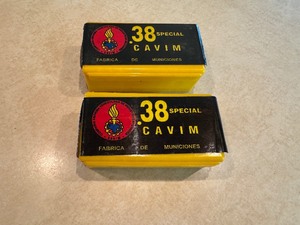 .38 SPECIAL
CAVIM
FABRICA DE MUNICIONES
.38 SPECIAL
CAVIM
FABRICA DE MUNICIONES